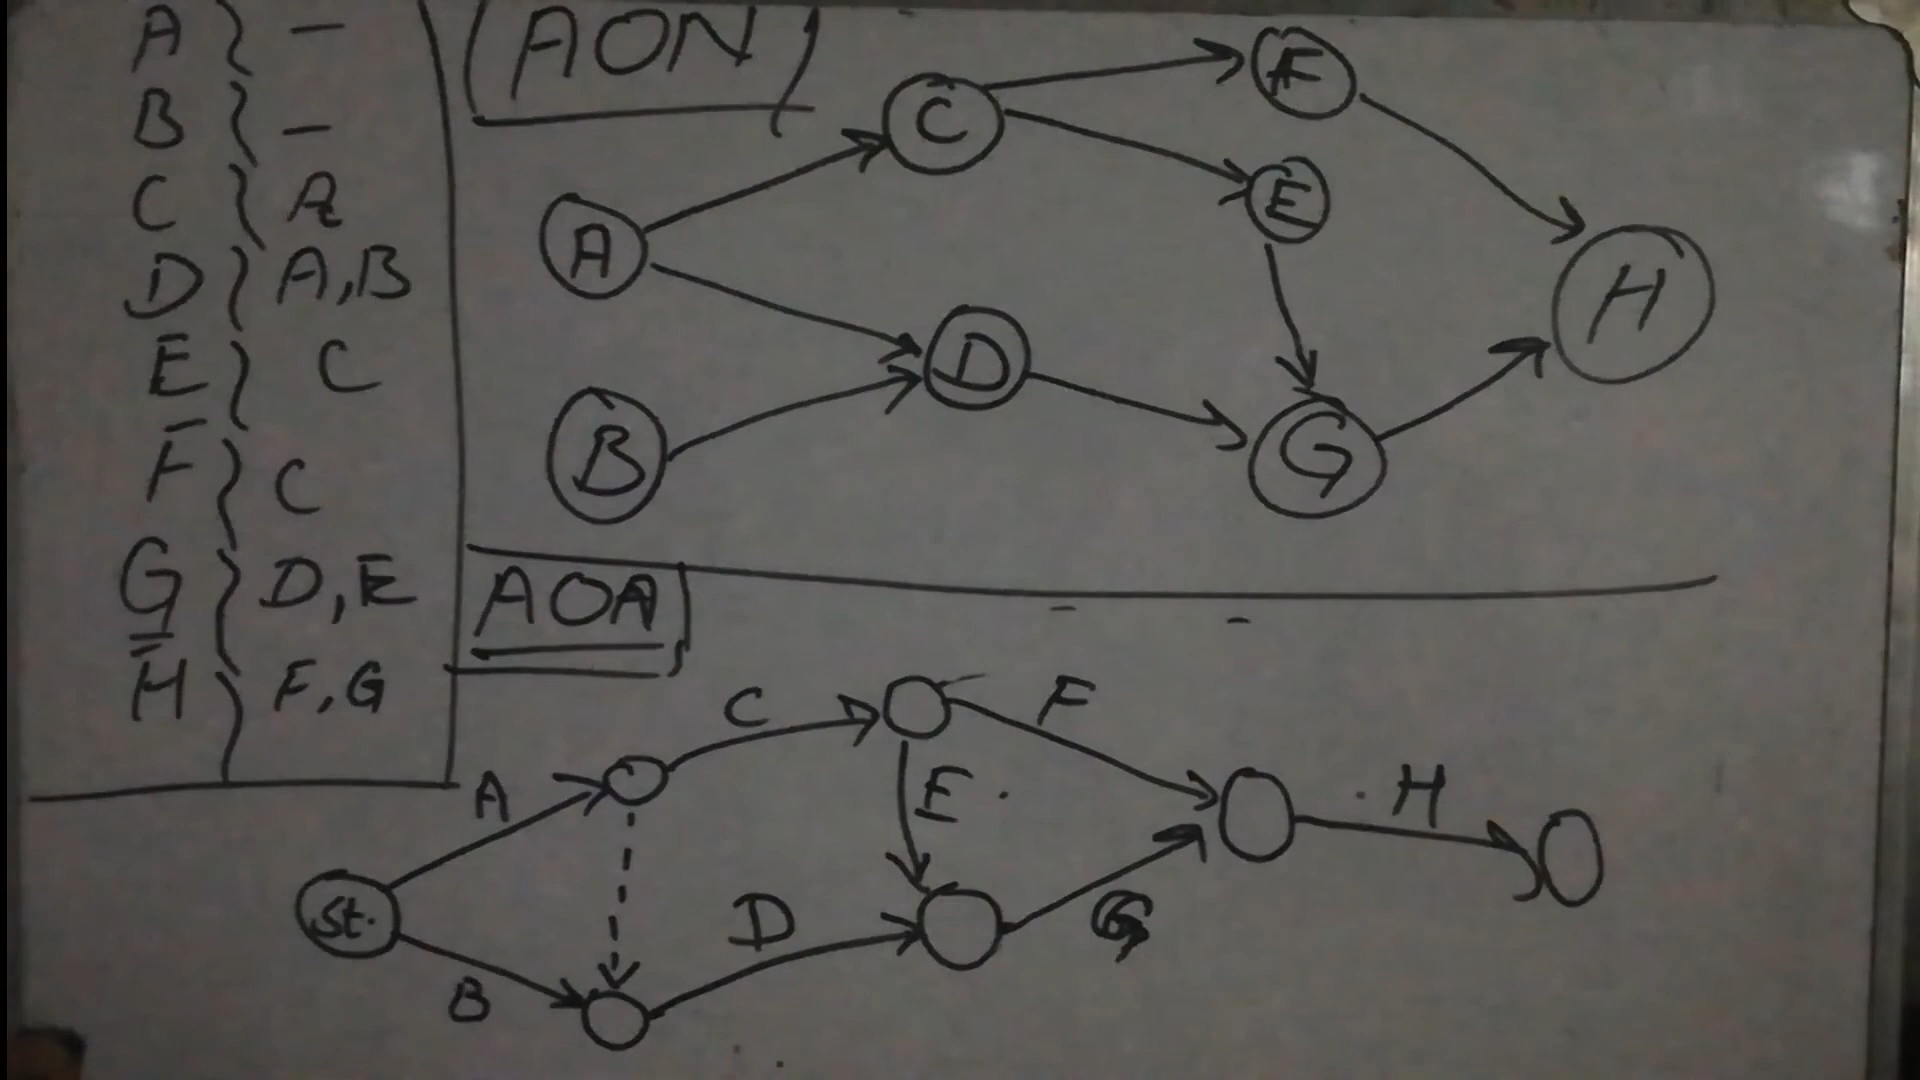 A } -
B } -
C } A
D } A,B
E } C
F } C
G } D,E
H } F,G
(AON)
F
C
E
A
H
D
B
G
AOA
C
F
A
E
H
St.
D
G
B